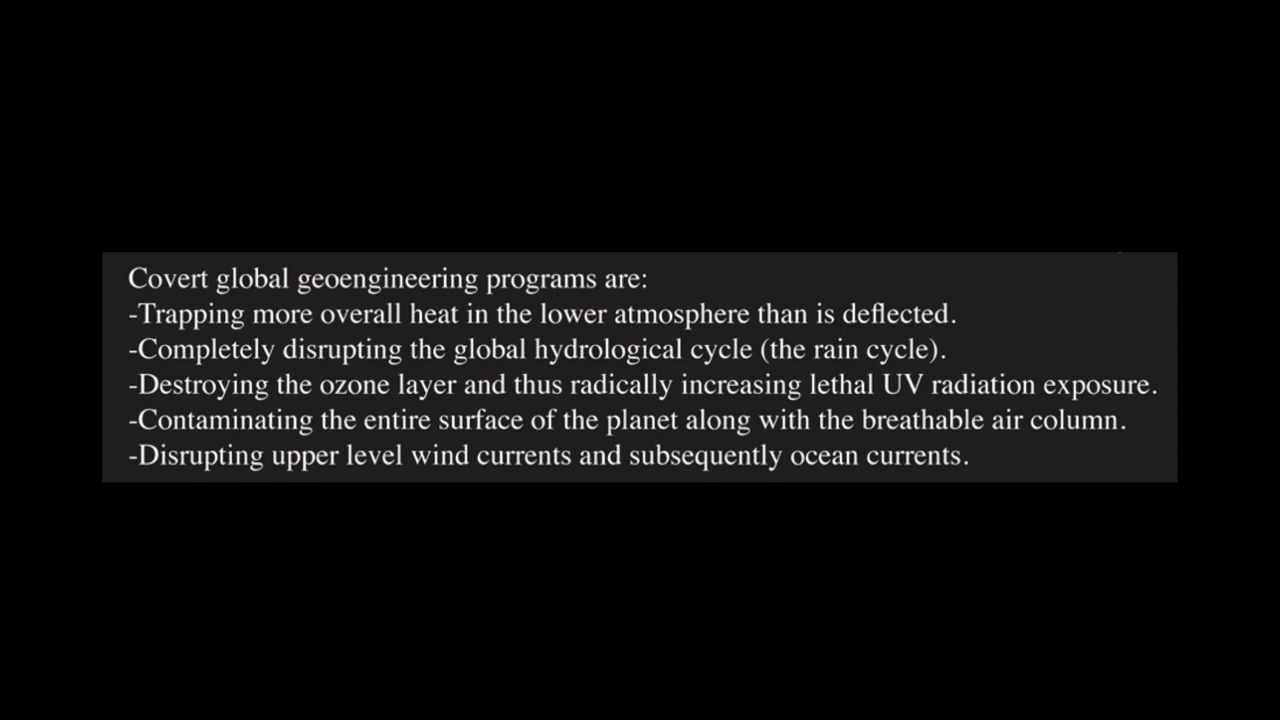 Covert global geoengineering programs are:
-Trapping more overall heat in the lower atmosphere than is deflected.
-Completely disrupting the global hydrological cycle (the rain cycle).
-Destroying the ozone layer and thus radically increasing lethal UV radiation exposure.
-Contaminating the entire surface of the planet along with the breathable air column.
-Disrupting upper level wind currents and subsequently ocean currents.